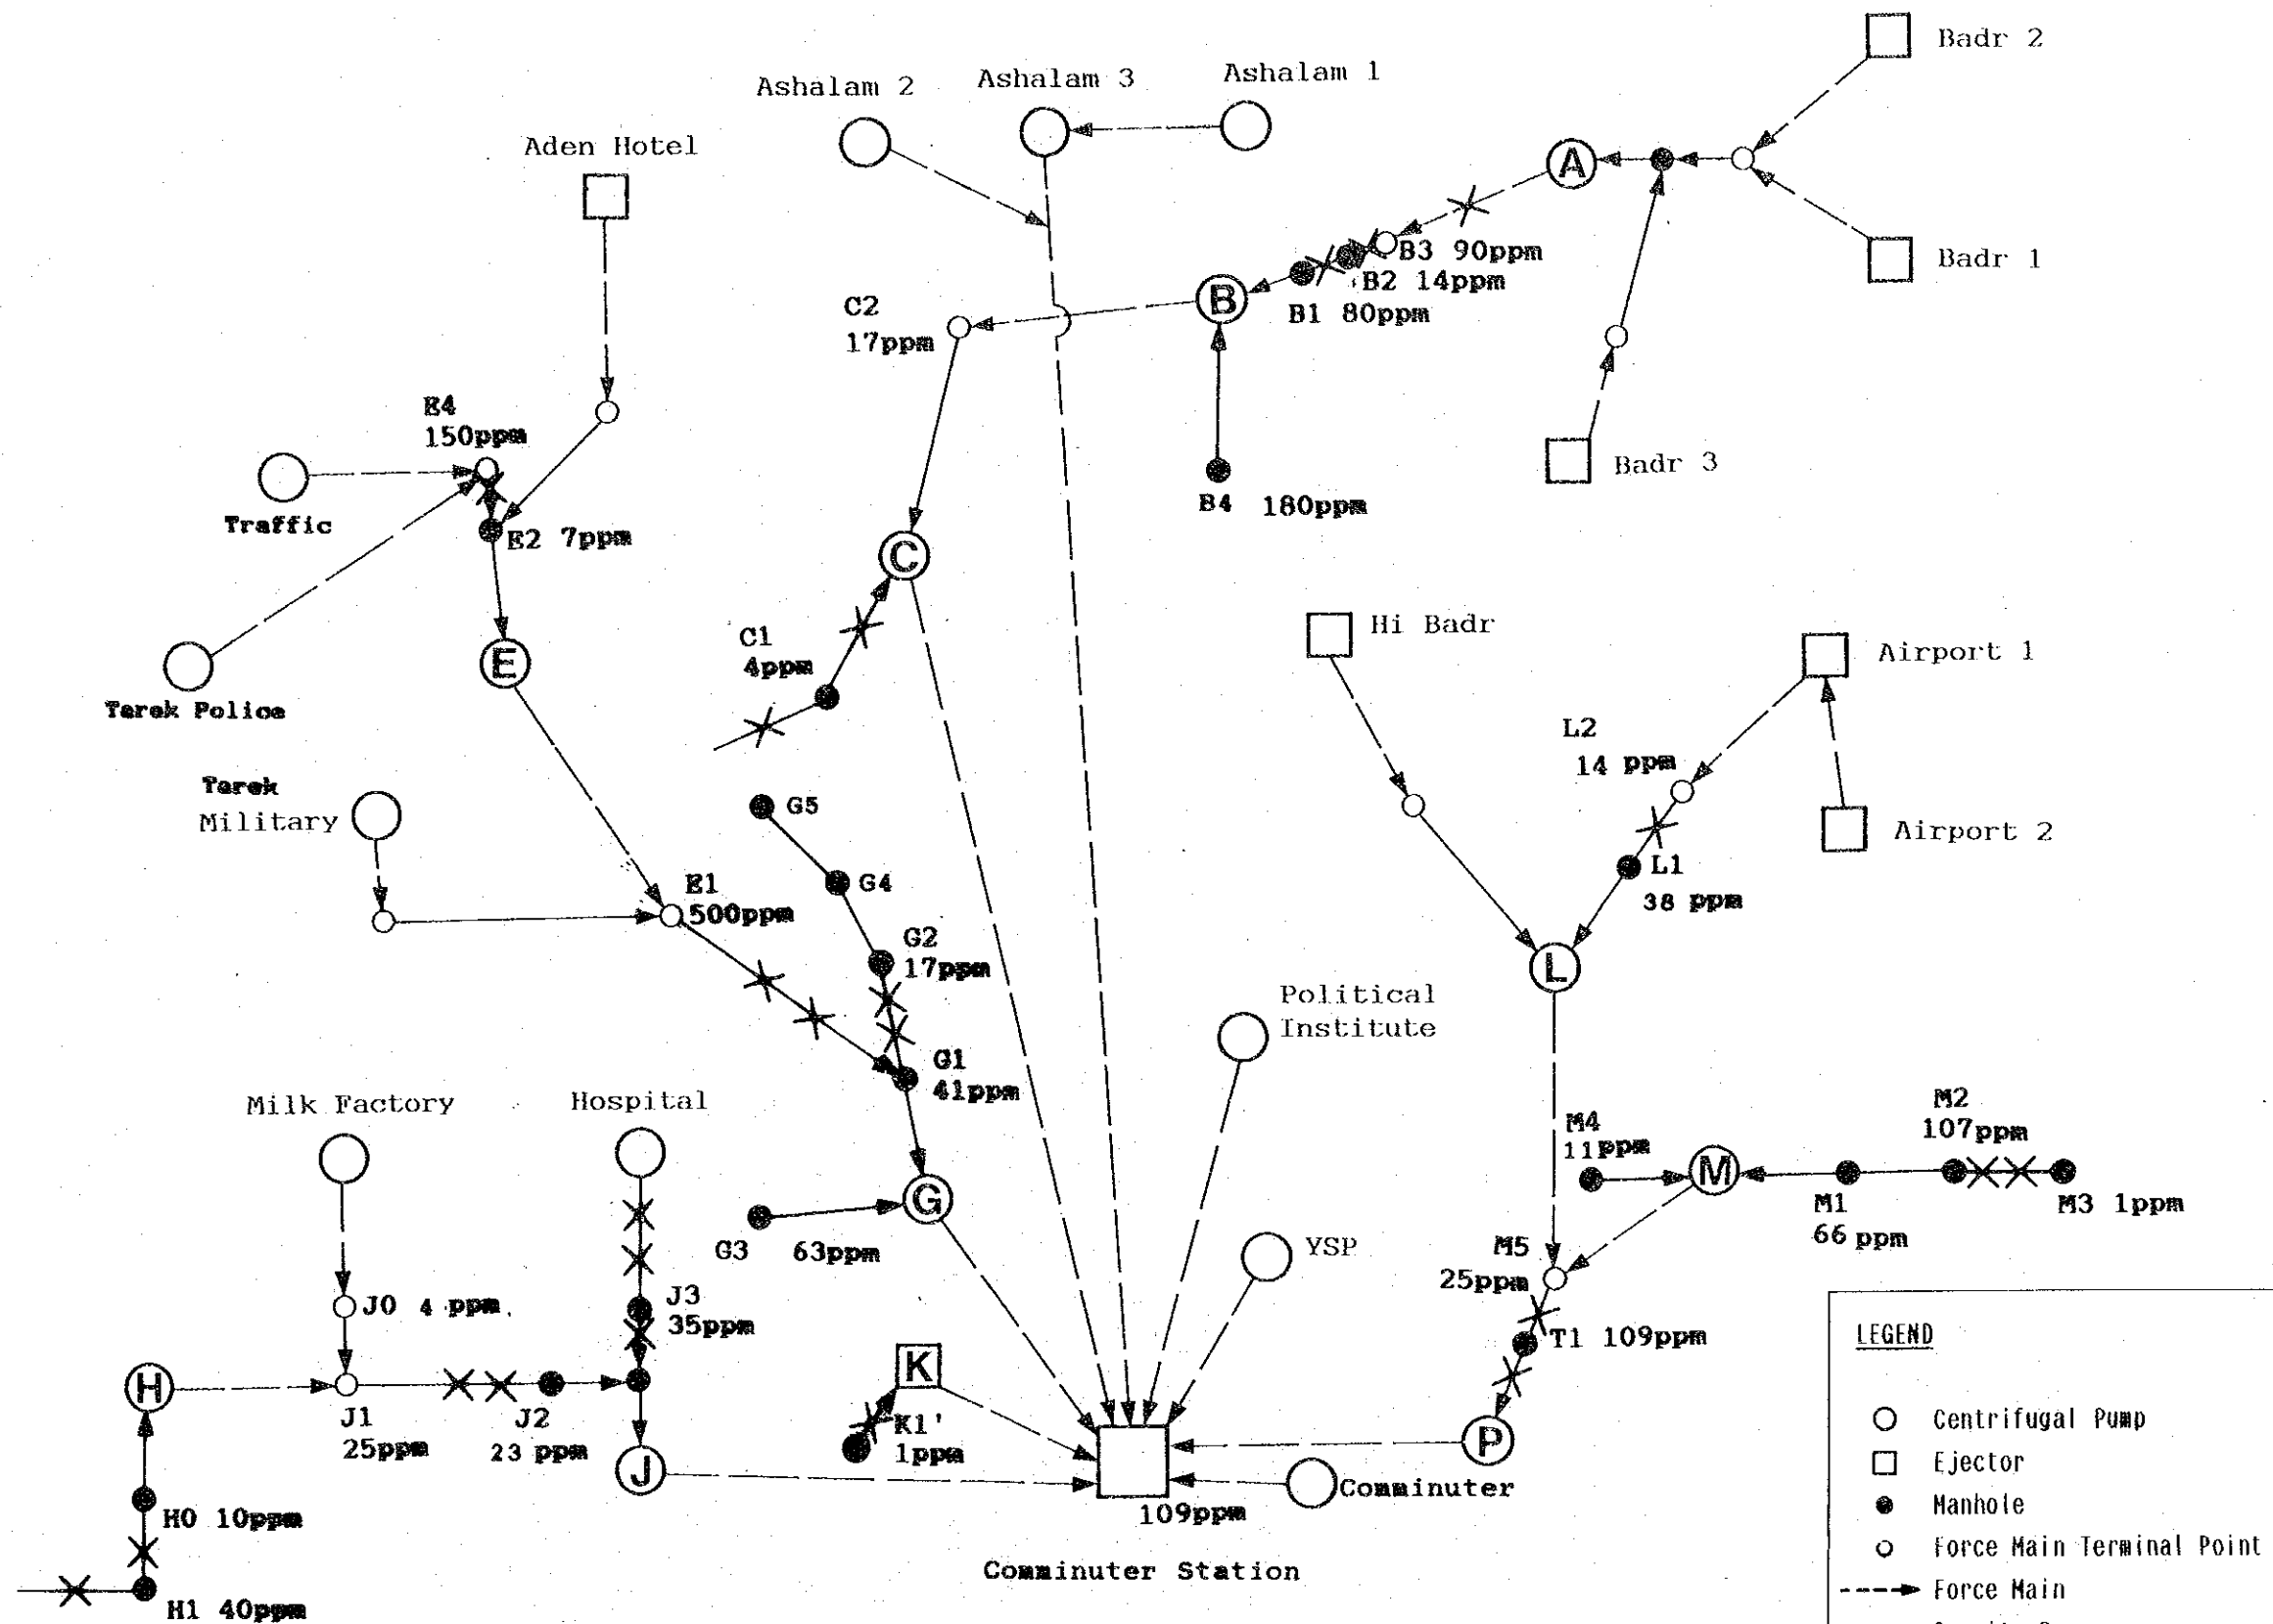 Badr 2
Ashalam 2
Ashalam 3
Ashalam 1
Aden Hotel
A
B3 90ppm
B2 14ppm
B1 80ppm
Badr 1
C2
17ppm
B
E4
150ppm
Badr 3
B4 180ppm
Traffic
E2 7ppm
C
Hi Badr
Airport 1
C1
4ppm
E
Tarek Police
L2
14 ppm
Tarek
Military
G5
Airport 2
G4
L1
38 ppm
E1
500ppm
G2
17ppm
L
Political
Institute
G1
41ppm
Milk Factory
Hospital
M4
11ppm
M2
107ppm
M
M1
66 ppm
M3 1ppm
G
G3 63ppm
YSP
M5
25ppm
J0 4 ppm
J3
35ppm
T1 109ppm
LEGEND
H
K
J1
25ppm
J2
23 ppm
K1'
1ppm
P
J
Centrifugal Pump
Ejector
Manhole
Force Main Terminal Point
Force Main
Comminuter
109ppm
H0 10ppm
Comminuter Station
H1 40ppm